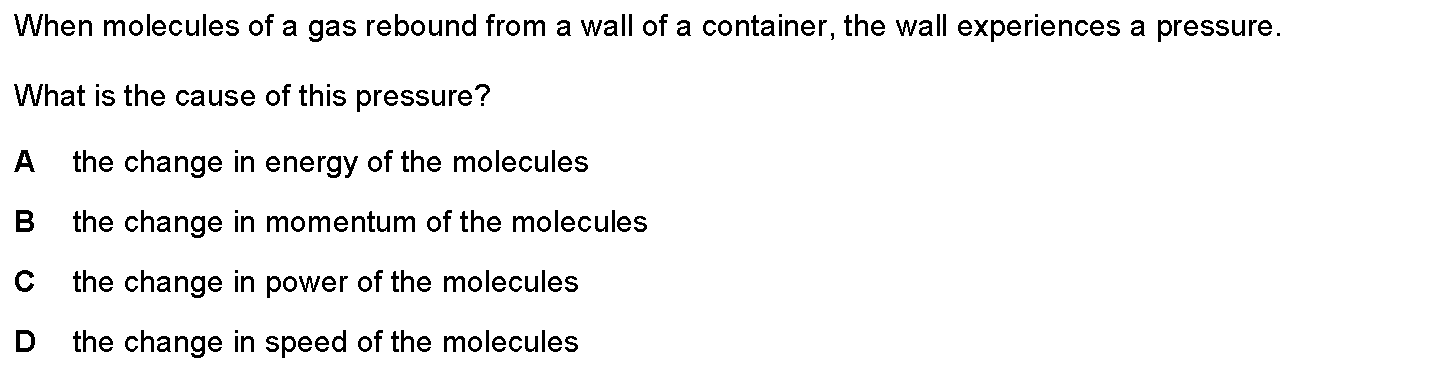 When molecules of a gas rebound from a wall of a container, the wall experiences a pressure.
What is the cause of this pressure?
A the change in energy of the molecules
B the change in momentum of the molecules
C the change in power of the molecules
D the change in speed of the molecules